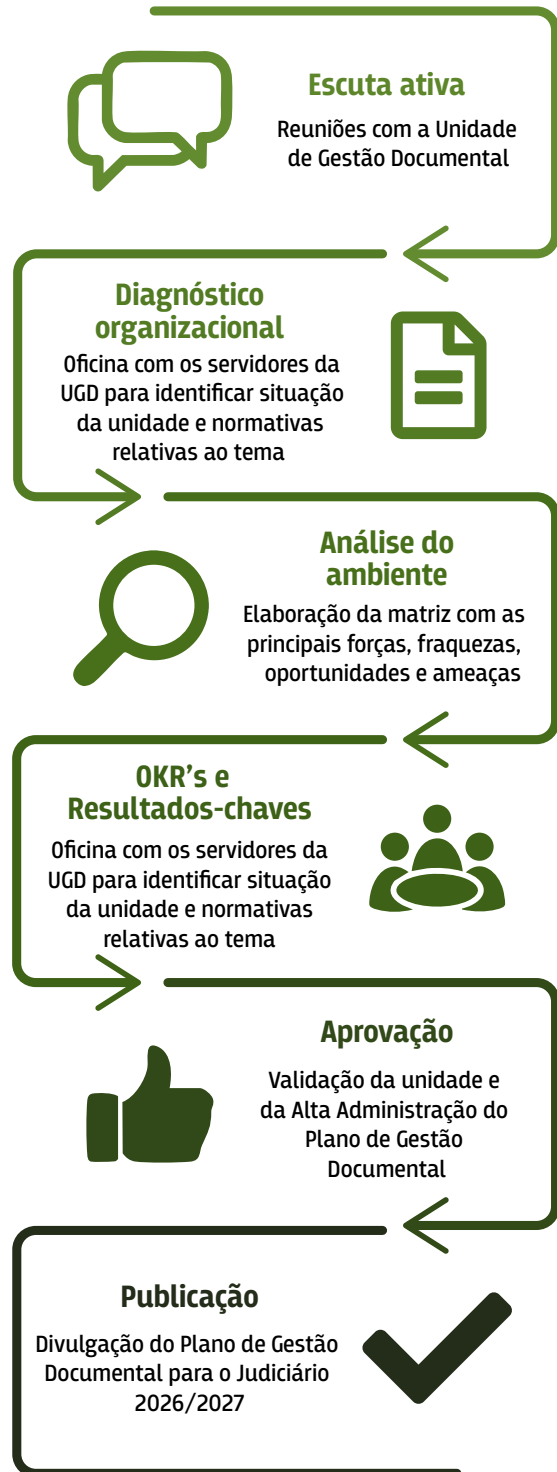 Escuta ativa
Reuniões com a Unidade
de Gestão Documental
Diagnóstico
organizacional
Oficina com os servidores da
UGD para identificar situação
da unidade e normativas
relativas ao tema
Análise do
ambiente
Elaboração da matriz com as
principais forças, fraquezas,
oportunidades e ameaças
OKR’s e
Resultados-chaves
Oficina com os servidores da
UGD para identificar situação
da unidade e normativas
relativas ao tema
Aprovação
Validação da unidade e
da Alta Administração do
Plano de Gestão
Documental
Publicação
Divulgação do Plano de Gestão
Documental para o Judiciário
2026/2027